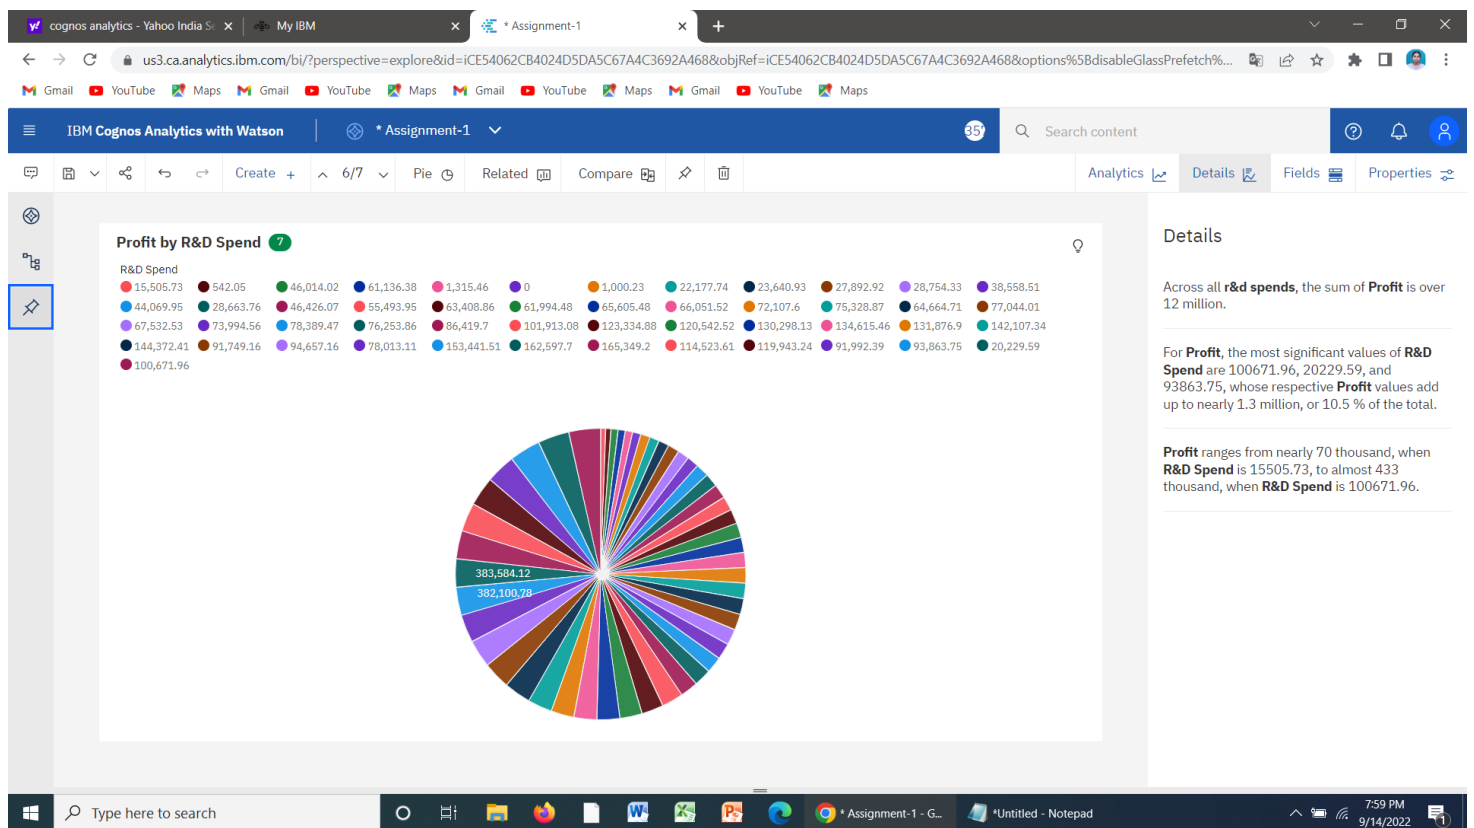 cognos analytics - Yahoo India Se
My IBM
* Assignment-1
us3.ca.analytics.ibm.com/bi/?perspective=explore&id=iCE54062CB4024D5DA5C67A4C3692A468&objRef=iCE54062CB4024D5DA5C67A4C3692A468&options%5BdisableGlassPrefetch%...
Gmail YouTube Maps Gmail YouTube Maps Gmail YouTube Maps Gmail YouTube Maps
IBM Cognos Analytics with Watson * Assignment-1 Search content
Create + 6/7 Pie Related Compare Analytics Details Fields Properties
Profit by R&D Spend 7
R&D Spend
15,505.73 542.05 46,014.02 61,136.38 1,315.46 0 1,000.23 22,177.74 23,640.93 27,892.92 28,754.33 38,558.51
44,069.95 28,663.76 46,426.07 55,493.95 63,408.86 61,994.48 65,605.48 66,051.52 72,107.6 75,328.87 64,664.71 77,044.01
67,532.53 73,994.56 78,389.47 76,253.86 86,419.7 101,913.08 123,334.88 120,542.52 130,298.13 134,615.46 131,876.9 142,107.34
144,372.41 91,749.16 94,657.16 78,013.11 153,441.51 162,597.7 165,349.2 114,523.61 119,943.24 91,992.39 93,863.75 20,229.59
100,671.96
383,584.12
382,100.78
Details
Across all r&d spends, the sum of Profit is over
12 million.
For Profit, the most significant values of R&D
Spend are 100671.96, 20229.59, and
93863.75, whose respective Profit values add
up to nearly 1.3 million, or 10.5 % of the total.
Profit ranges from nearly 70 thousand, when
R&D Spend is 15505.73, to almost 433
thousand, when R&D Spend is 100671.96.
Type here to search
* Assignment-1 - G...
*Untitled - Notepad
7:59 PM
9/14/2022
1